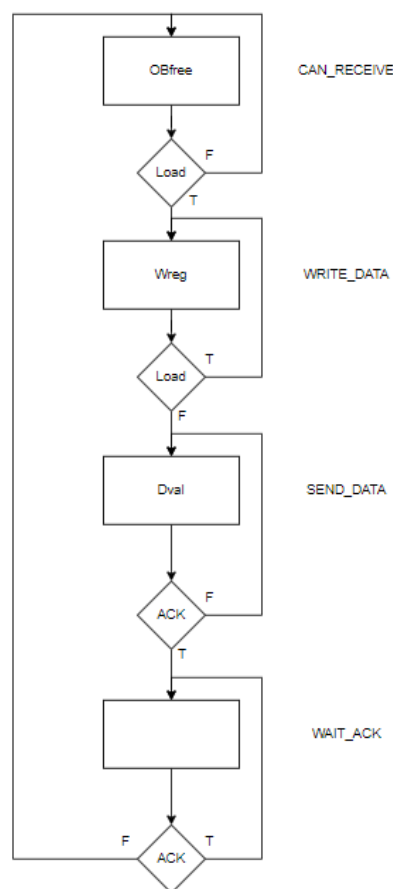 OBfree
CAN_RECEIVE
F
Load
T
Wreg
WRITE_DATA
T
Load
F
Dval
SEND_DATA
F
ACK
T
WAIT_ACK
F
T
ACK